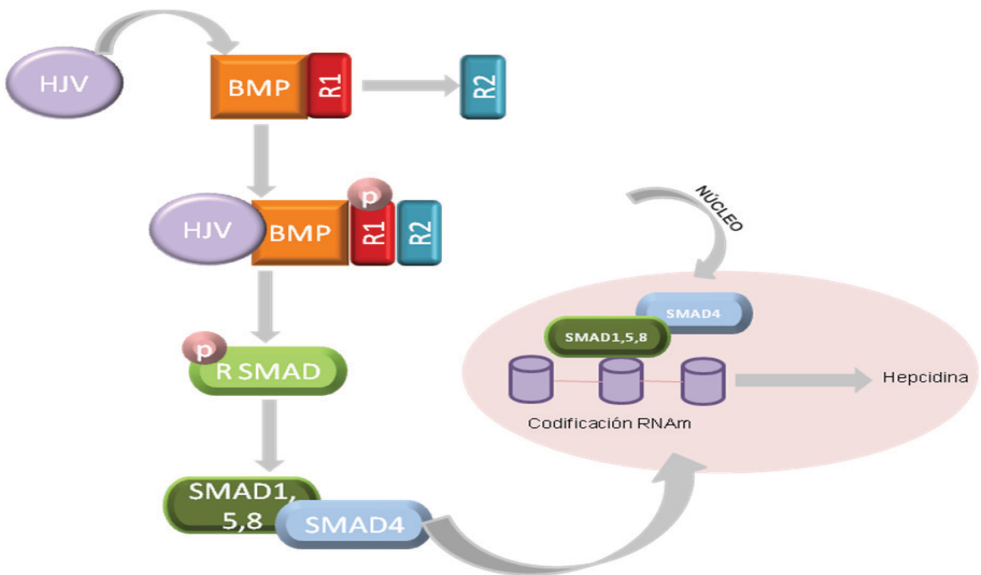 HJV
BMP
R1
R2
HJV
BMP
p
R1
R2
p
R SMAD
SMAD1,
5,8
SMAD4
NÚCLEO
SMAD4
SMAD1,5,8
Hepcidina
Codificación RNAm